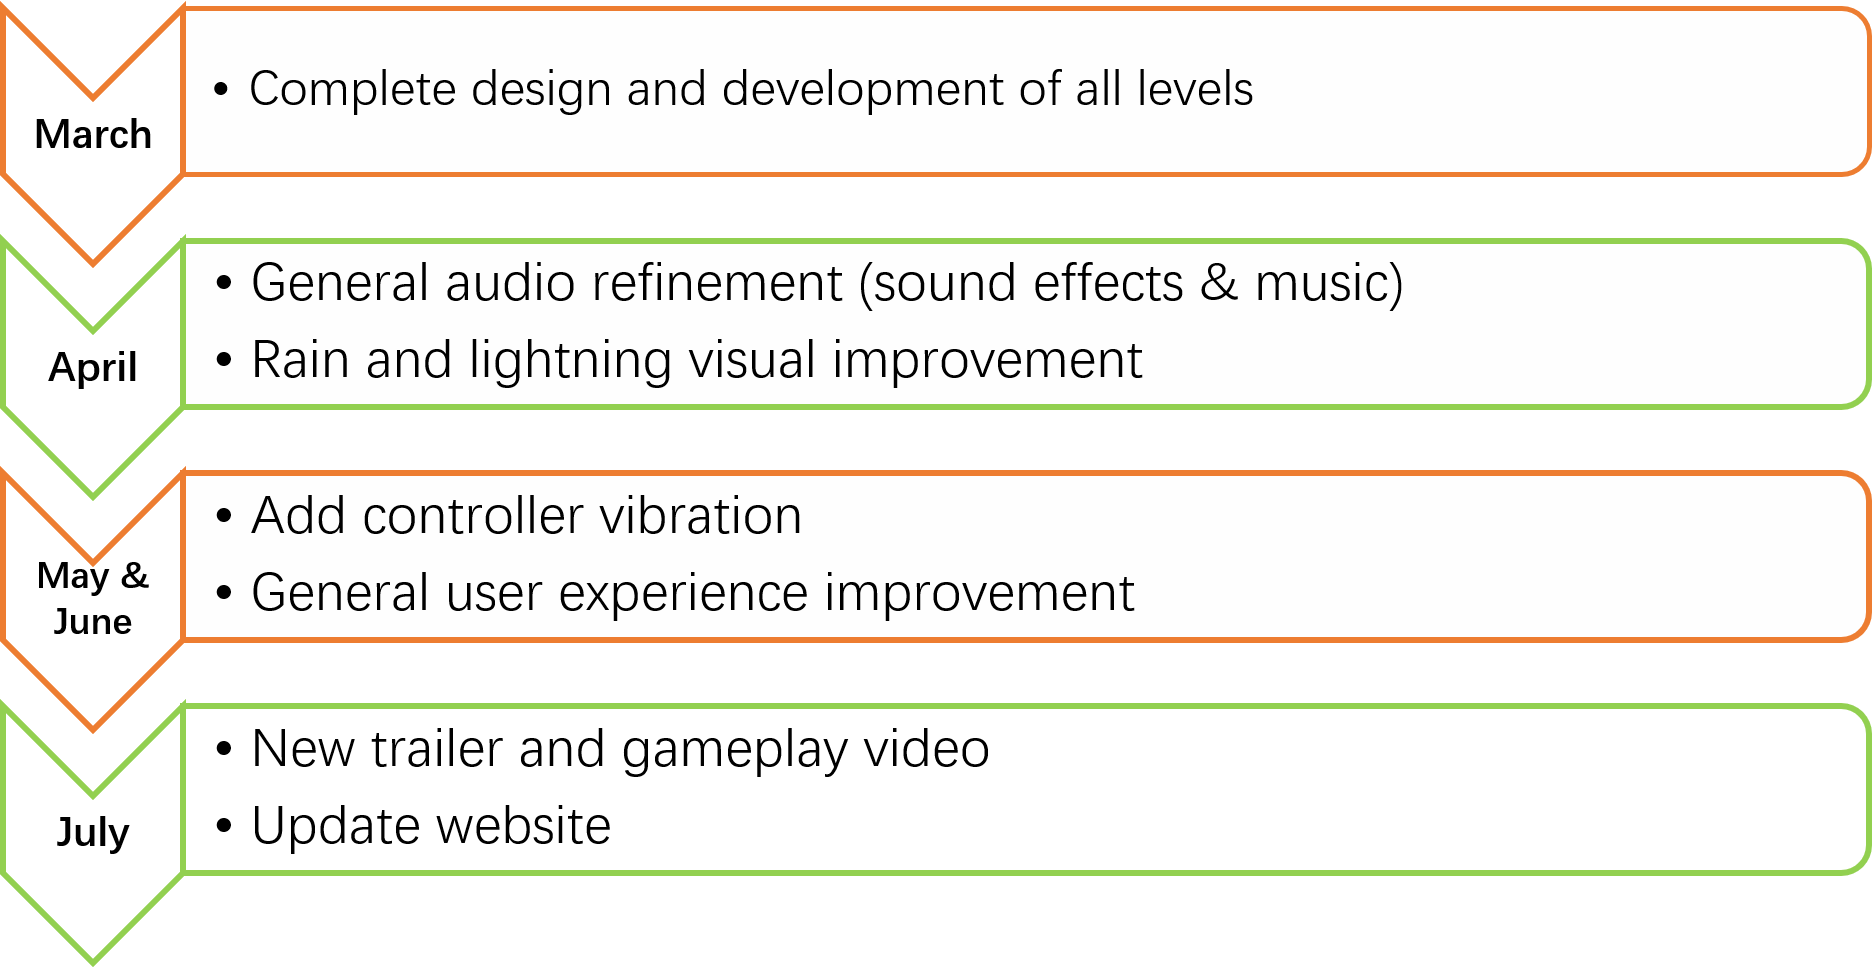 March
• Complete design and development of all levels
April
• General audio refinement (sound effects & music)
• Rain and lightning visual improvement
May &
June
• Add controller vibration
• General user experience improvement
July
• New trailer and gameplay video
• Update website